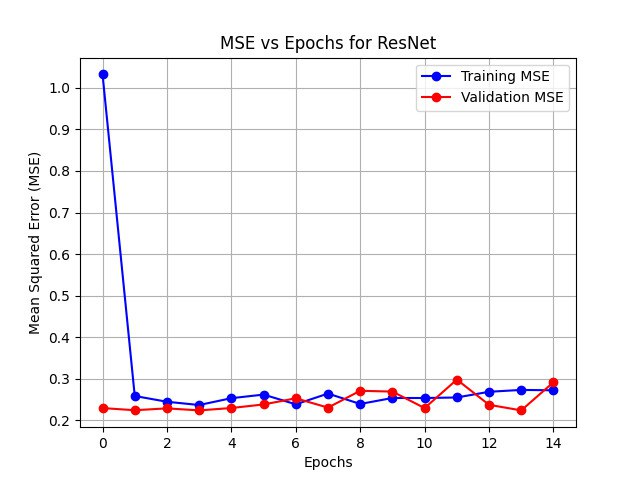 MSE vs Epochs for ResNet
Training MSE
Validation MSE
Mean Squared Error (MSE)
1.0
0.9
0.8
0.7
0.6
0.5
0.4
0.3
0.2
0 2 4 6 8 10 12 14
Epochs